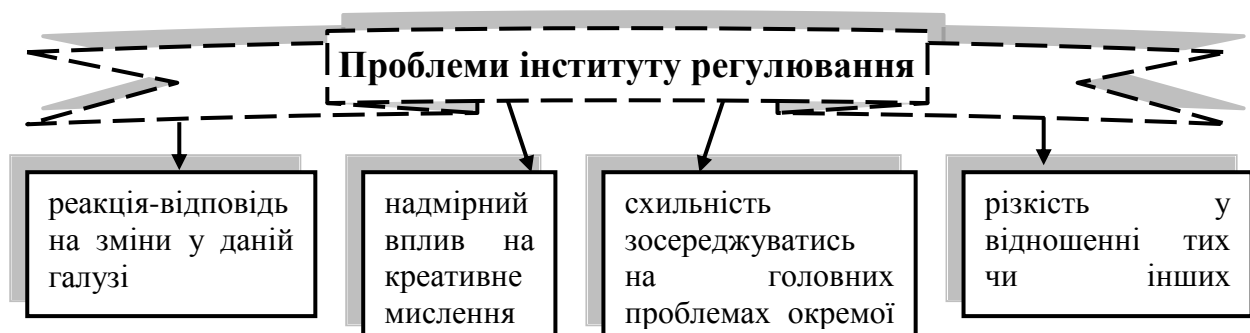 Проблеми інституту регулювання
реакція-відповідь
на зміни у даній
галузі
надмірний
вплив на
креативне
мислення
схильність
зосереджуватись
на головних
проблемах окремої
різкість у
відношенні тих
чи інших